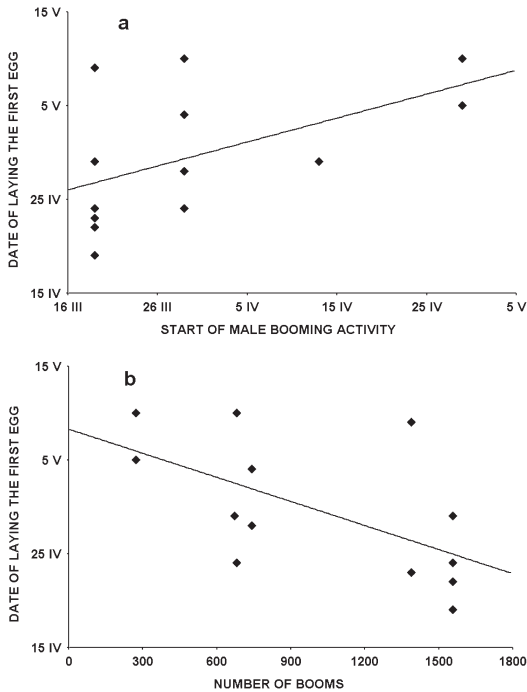 a
DATE OF LAYING THE FIRST EGG
15 V
5 V
25 IV
15 IV
16 III 26 III 5 IV 15 IV 25 IV 5 V
START OF MALE BOOMING ACTIVITY
b
DATE OF LAYING THE FIRST EGG
15 V
5 V
25 IV
15 IV
0 300 600 900 1200 1500 1800
NUMBER OF BOOMS